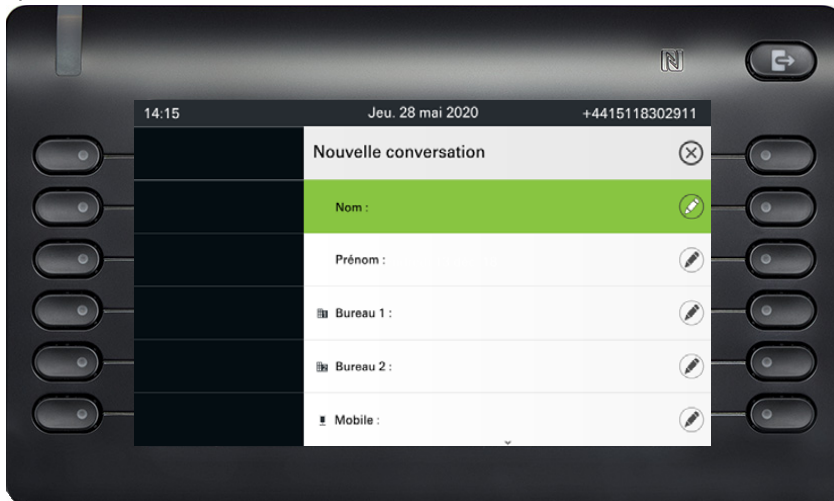 14:15 Jeu. 28 mai 2020 +4415118302911
Nouvelle conversation
Nom :
Prénom :
Bureau 1 :
Bureau 2 :
Mobile :